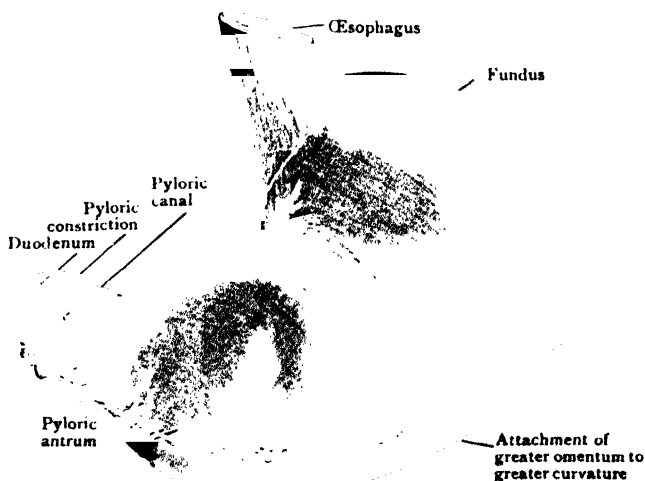 Œsophagus
Fundus
Pyloric
canal
Pyloric
constriction
Duodenum
Pyloric
antrum
Attachment of
greater omentum to
greater curvature